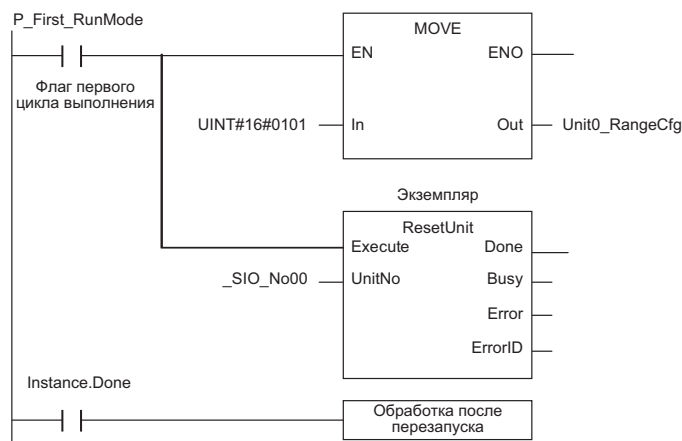 P_First_RunMode
Флаг первого
цикла выполнения
MOVE
EN
ENO
UINT#16#0101
In
Out
Unit0_RangeCfg
Экземпляр
ResetUnit
Execute
Done
_SIO_No00
UnitNo
Busy
Error
ErrorID
Instance.Done
Обработка после
перезапуска